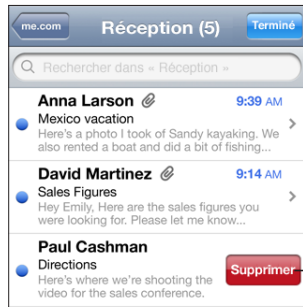 me.com Réception (5) Terminé
Rechercher dans « Réception »
Anna Larson 9:39 AM
Mexico vacation
Here's a photo I took of Sandy kayaking. We
also rented a boat and did a bit of fishing...
David Martinez 9:14 AM
Sales Figures
Hey Emily, Here are the sales figures you
were looking for. Please let me know...
Paul Cashman
Directions Supprimer
Here's where we're shooting the
video for the sales conference.